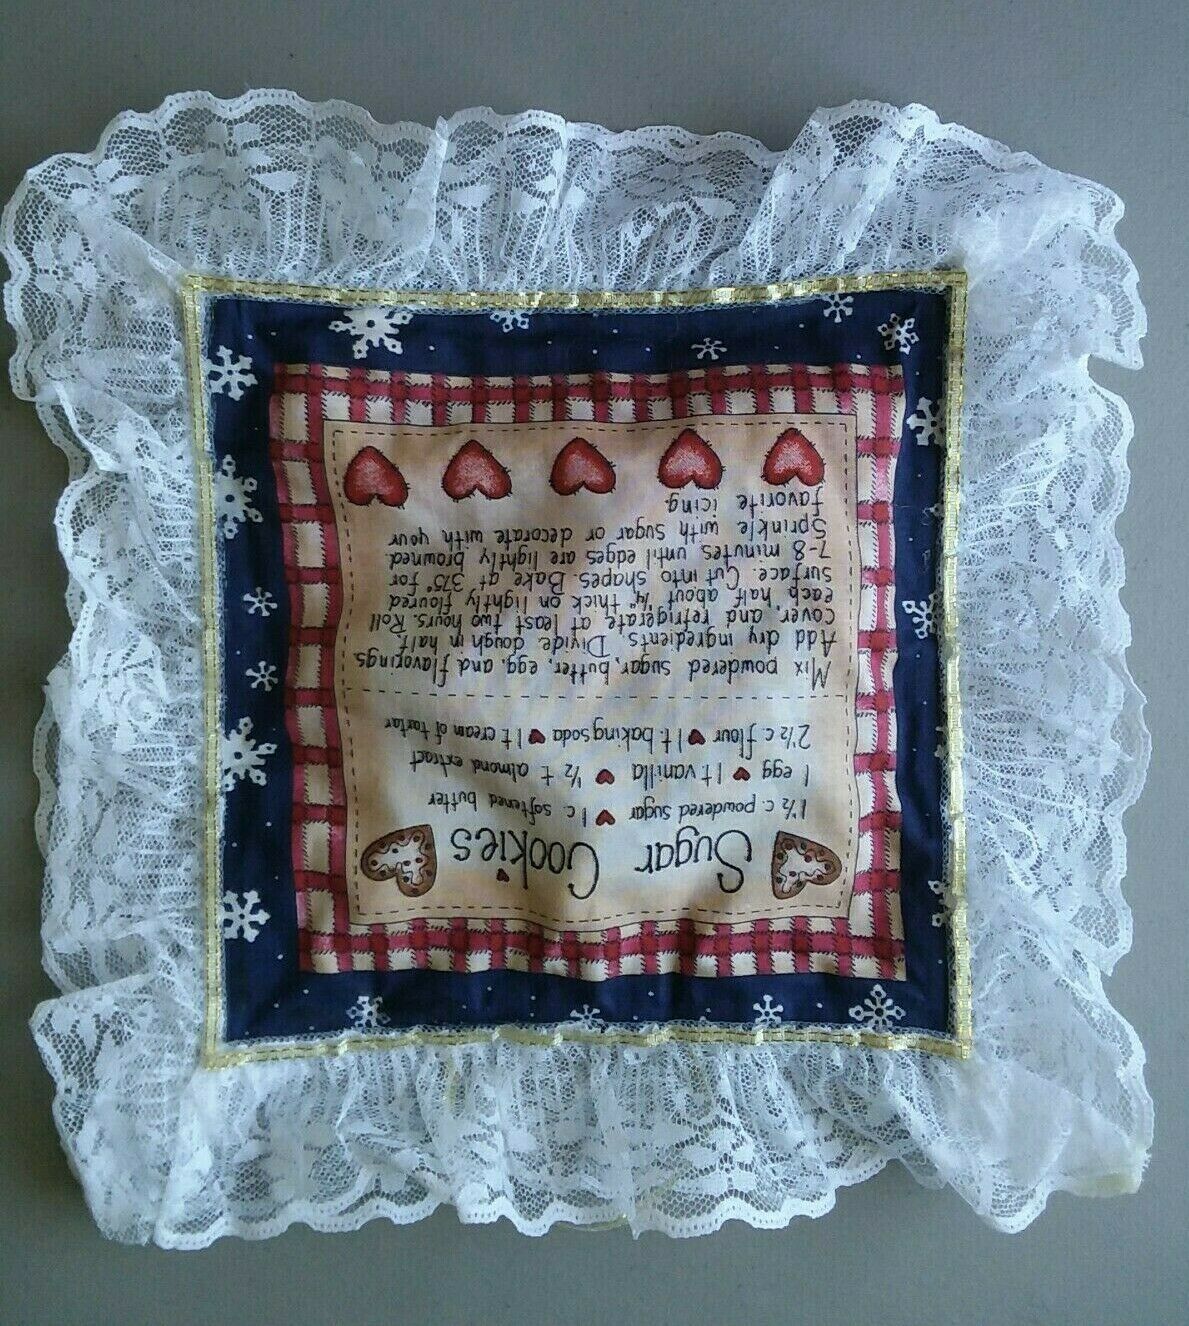 Sugar Cookies
1½ c. powdered sugar ♥ 1 c. softened butter
1 egg ♥ 1 t. vanilla ♥ ½ t. almond extract
2½ c. flour ♥ 1 t. baking soda ♥ 1 t. cream of tartar
Mix powdered sugar, butter, egg, and flavorings.
Add dry ingredients. Divide dough in half,
cover, and refrigerate at least two hours. Roll
each half about ¼" thick on lightly floured
surface. Cut into shapes. Bake at 375° for
7-8 minutes until edges are lightly browned.
Sprinkle with sugar or decorate with your
favorite icing.